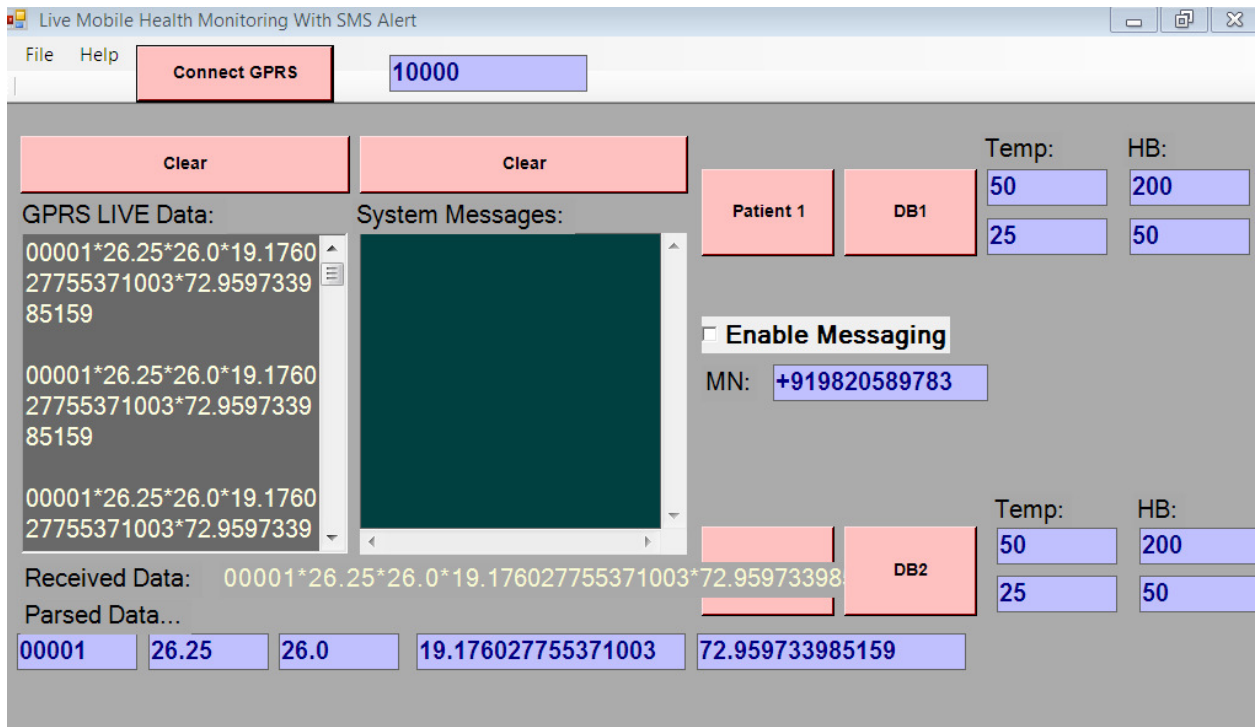 Live Mobile Health Monitoring With SMS Alert
File Help
Connect GPRS
10000
Clear
Clear
GPRS LIVE Data:
System Messages:
00001*26.25*26.0*19.1760
27755371003*72.9597339
85159
00001*26.25*26.0*19.1760
27755371003*72.9597339
85159
00001*26.25*26.0*19.1760
27755371003*72.9597339
Patient 1
DB1
Temp:
HB:
50
200
25
50
Enable Messaging
MN: +919820589783
DB2
Temp:
HB:
50
200
25
50
Received Data: 00001*26.25*26.0*19.176027755371003*72.95973398
Parsed Data...
00001 26.25 26.0 19.176027755371003 72.959733985159